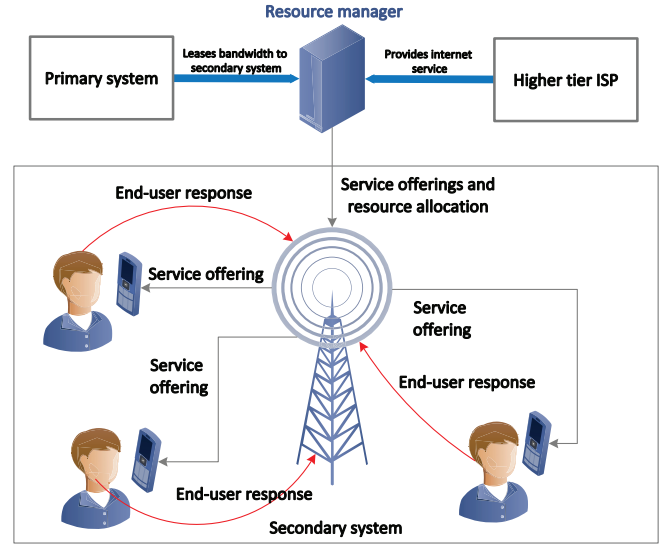 Resource manager
Primary system
Leases bandwidth to
secondary system
Provides internet
service
Higher tier ISP
Service offerings and
resource allocation
End-user response
Service offering
Service
offering
Service
offering
End-user response
End-user response
Secondary system